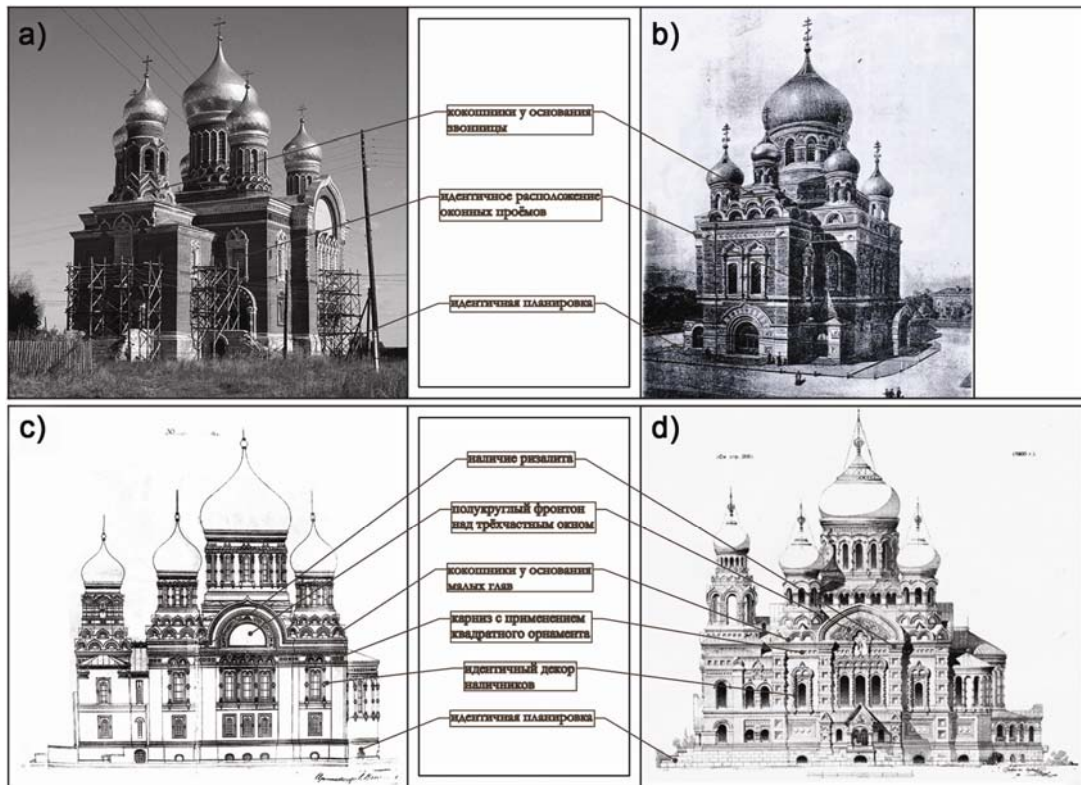 a)
b)
кокошники у основания
звонницы
идентичное расположение
оконных проёмов
идентичная планировка
c)
d)
наличие ризалита
полукруглый фронтон
над трёхчастным окном
кокошники у основания
малых глав
карниз с применением
квадратного орнамента
идентичный декор
наличников
идентичная планировка